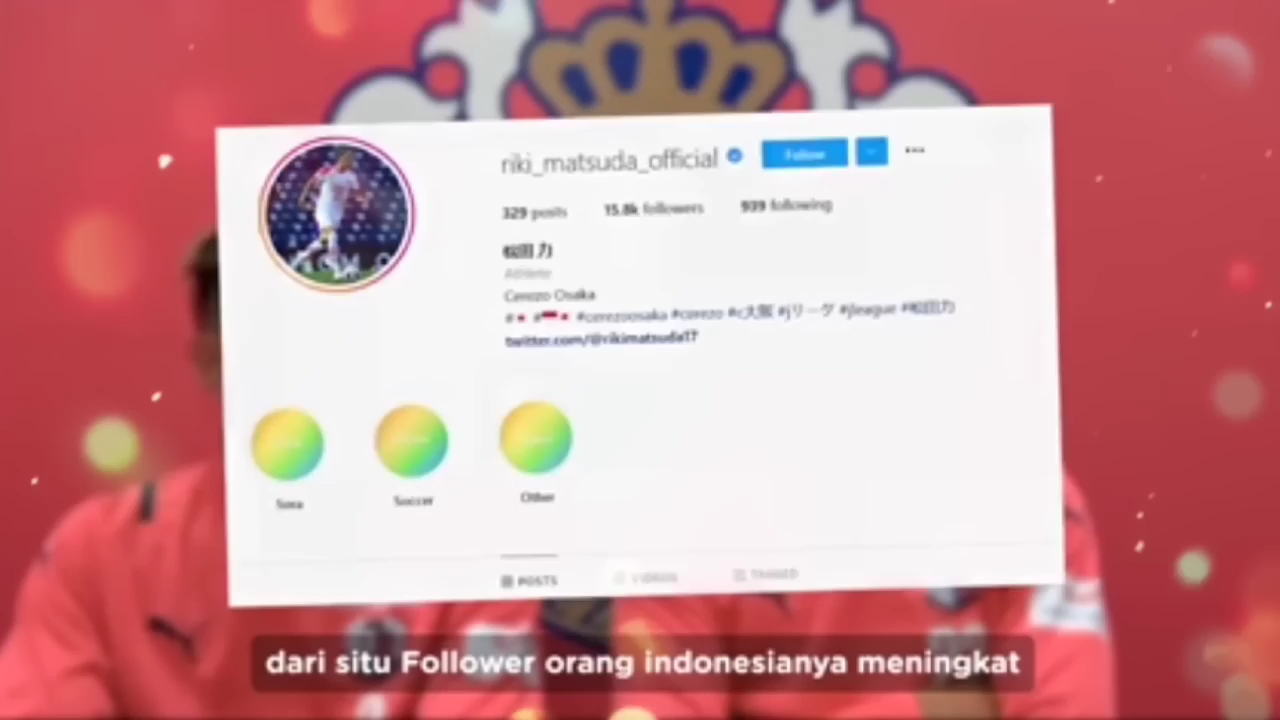 riki_matsuda_official Follow
329 posts 15.8k followers 939 following
松田 力
Athlete
Cerezo Osaka
#🇯🇵 #🇮🇩🇯🇵 #cerezoosaka #cerezo #c大阪 #jリーグ #jleague #松田力
twitter.com/@rikimatsuda17
Sora Soccer Other
POSTS VIDEOS TAGGED
dari situ Follower orang indonesianya meningkat